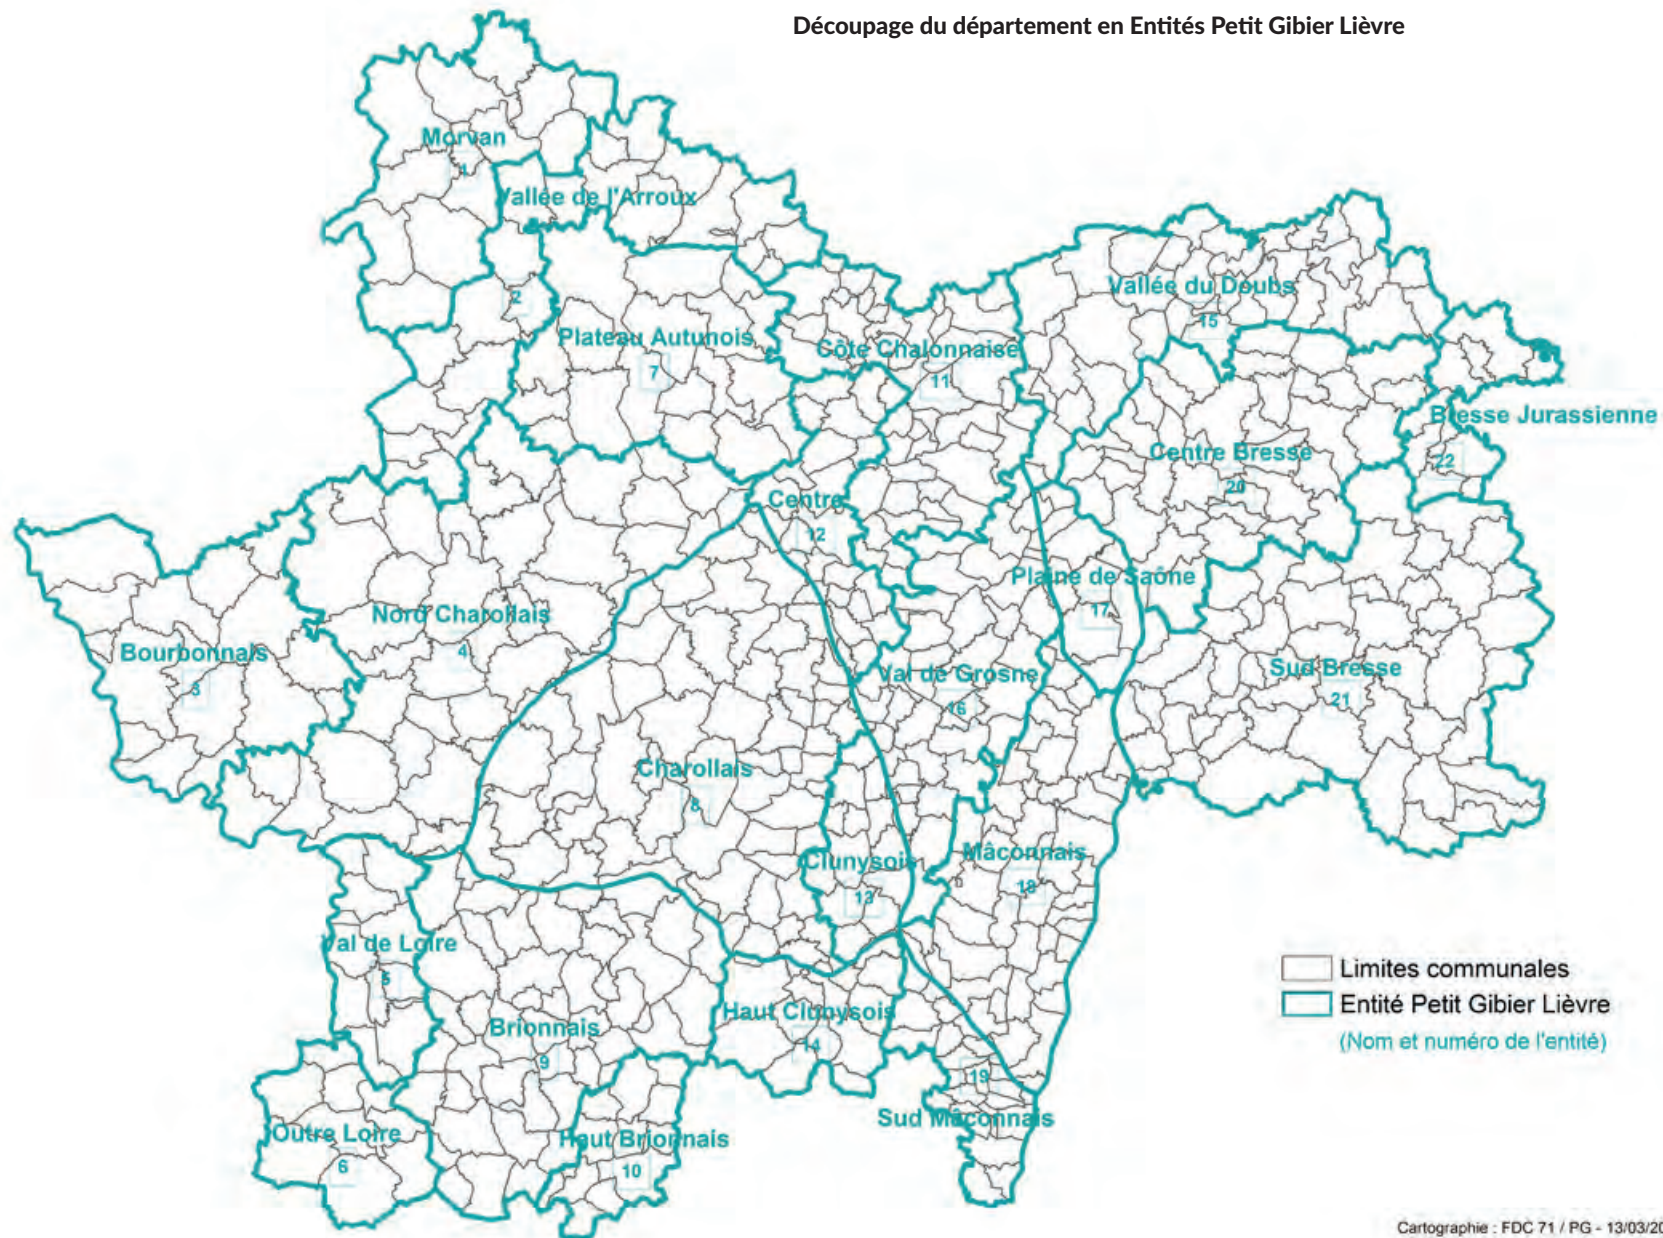 Découpage du département en Entités Petit Gibier Lièvre
Morvan
1
Vallée de l'Arroux
2
Vallée du Doubs
15
Plateau Autunois
7
Côte Chalonnaise
11
Bresse Jurassienne
22
Centre Bresse
20
Centre
12
Plaine de Saône
17
Nord Charollais
4
Bourbonnais
3
Val de Grosne
16
Sud Bresse
21
Charollais
8
Clunysois
13
Mâconnais
18
Val de Loire
5
Haut Clunysois
14
Brionnais
9
19
Sud Mâconnais
Outre Loire
6
Haut Brionnais
10
Limites communales
Entité Petit Gibier Lièvre
(Nom et numéro de l'entité)
Cartographie : FDC 71 / PG - 13/03/20